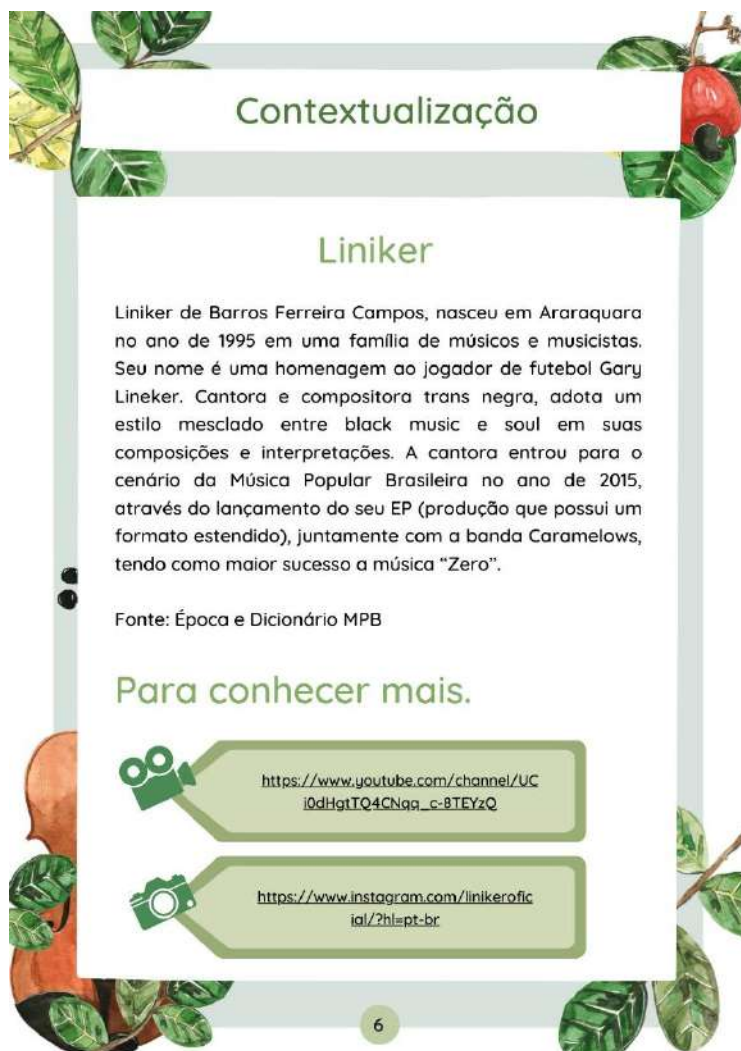 Contextualização
Liniker
Liniker de Barros Ferreira Campos, nasceu em Araraquara
no ano de 1995 em uma família de músicos e musicistas.
Seu nome é uma homenagem ao jogador de futebol Gary
Lineker. Cantora e compositora trans negra, adota um
estilo mesclado entre black music e soul em suas
composições e interpretações. A cantora entrou para o
cenário da Música Popular Brasileira no ano de 2015,
através do lançamento do seu EP (produção que possui um
formato estendido), juntamente com a banda Caramelows,
tendo como maior sucesso a música “Zero”.
Fonte: Época e Dicionário MPB
Para conhecer mais.
https://www.youtube.com/channel/UC
i0dHgtTQ4CNqq_c-8TEYzQ
https://www.instagram.com/linikerofic
ial/?hl=pt-br
6